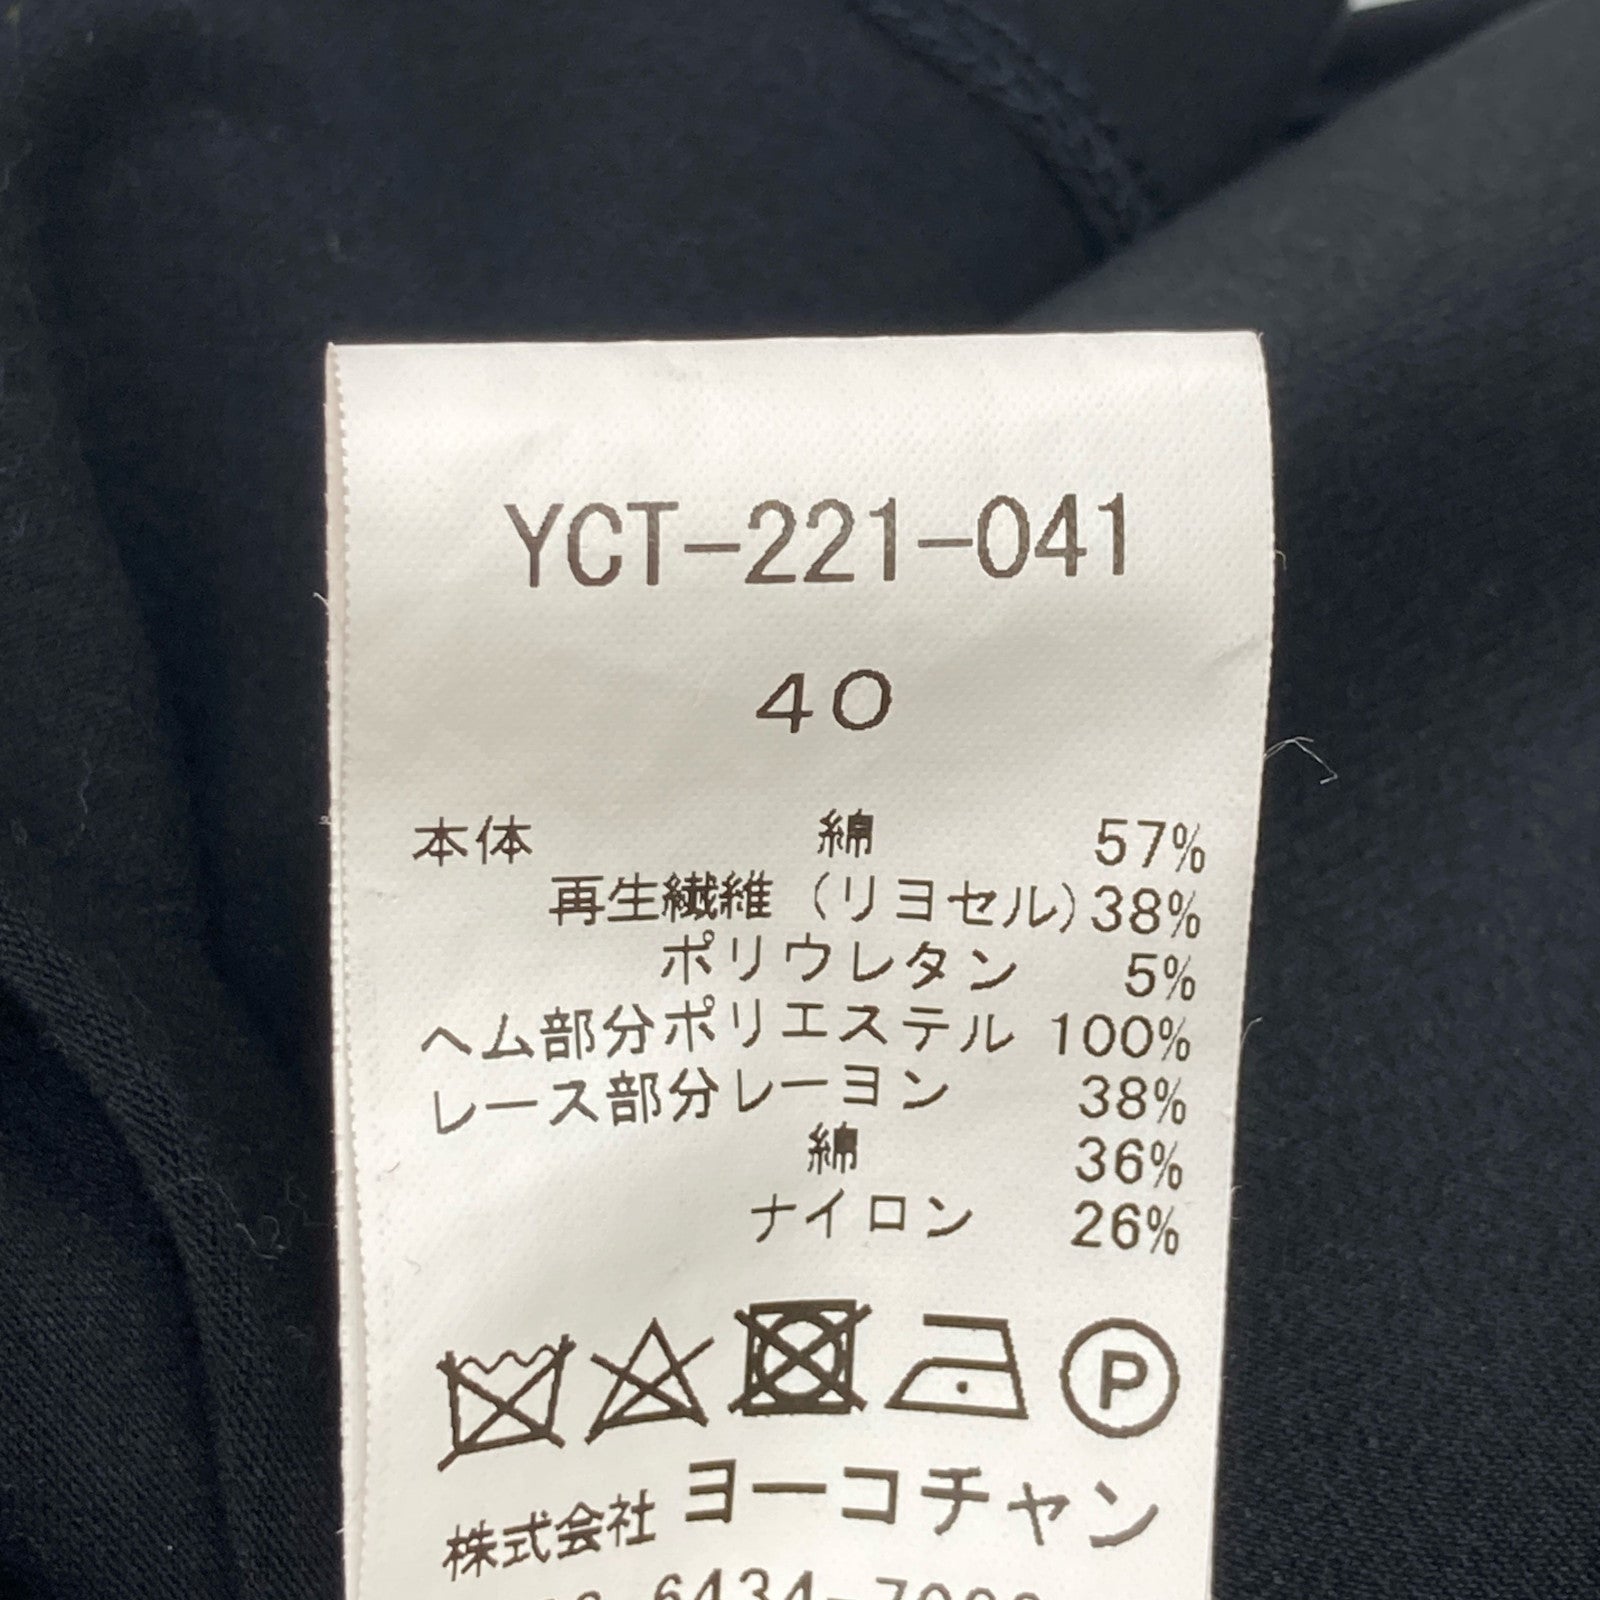 YCT-221-041
40
本体 綿 57%
再生繊維(リヨセル)38%
ポリウレタン 5%
ヘム部分ポリエステル 100%
レース部分レーヨン 38%
綿 36%
ナイロン 26%
P
株式会社 ヨーコチャン
6434-